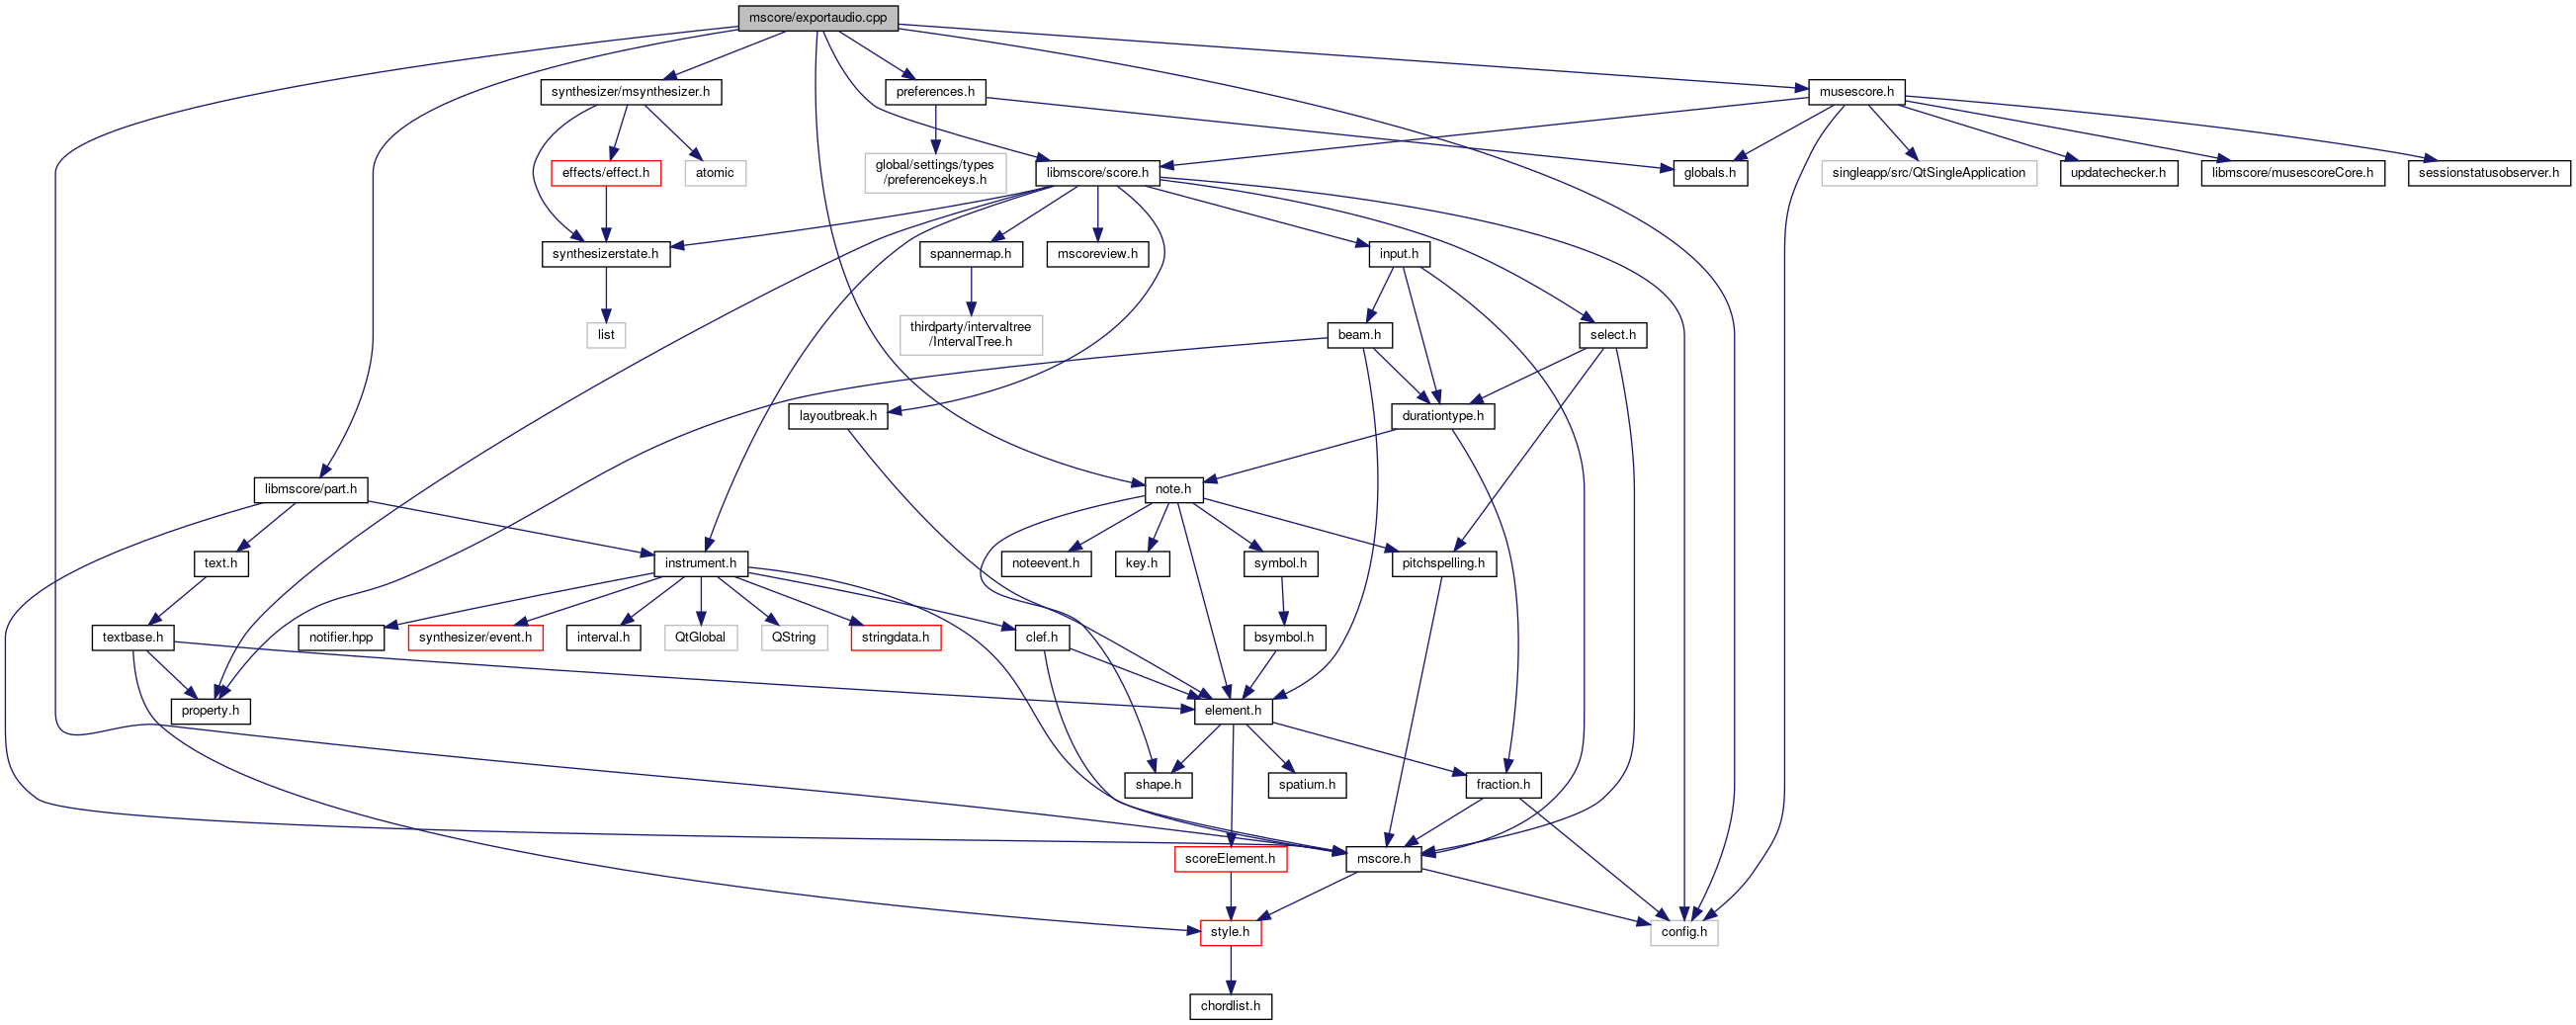 mscore/exportaudio.cpp
synthesizer/msynthesizer.h
preferences.h
musescore.h
effects/effect.h
atomic
global/settings/types
/preferencekeys.h
libmscore/score.h
globals.h
singleapp/src/QtSingleApplication
updatechecker.h
libmscore/musescoreCore.h
sessionstatusobserver.h
synthesizerstate.h
spannermap.h
mscoreview.h
input.h
list
thirdparty/intervaltree
/IntervalTree.h
beam.h
select.h
layoutbreak.h
durationtype.h
libmscore/part.h
note.h
text.h
instrument.h
noteevent.h
key.h
symbol.h
pitchspelling.h
textbase.h
notifier.hpp
synthesizer/event.h
interval.h
QtGlobal
QString
stringdata.h
clef.h
bsymbol.h
property.h
element.h
shape.h
spatium.h
fraction.h
scoreElement.h
mscore.h
style.h
config.h
chordlist.h